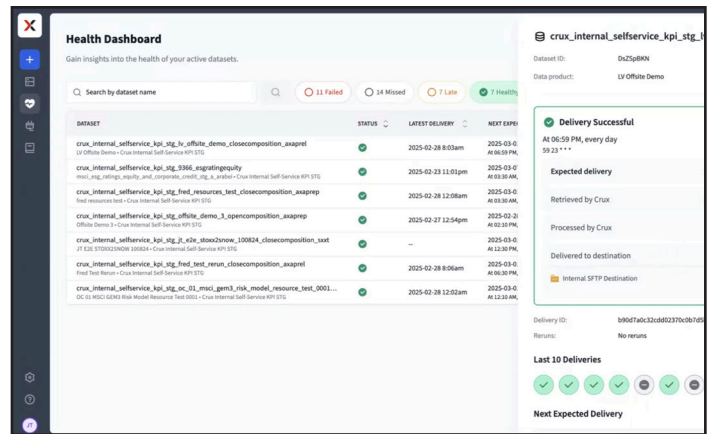 X
Health Dashboard
Gain insights into the health of your active datasets.
Search by dataset name
11 Failed
14 Missed
7 Late
7 Healthy
DATASET STATUS LATEST DELIVERY NEXT EXPE
crux_internal_selfservice_kpi_stg_lv_offsite_demo_closecomposition_axaprel 2025-02-28 8:03am 2025-03-0
LV Offsite Demo • Crux Internal Self-Service KPI STG At 06:59 PM,
crux_internal_selfservice_kpi_stg_9366_esgratingequity 2025-02-23 11:01pm 2025-03-0
msci_esg_ratings_equity_and_corporate_credit_stg_a_arabsi • Crux Internal Self-Service KPI STG At 03:30 AM,
crux_internal_selfservice_kpi_stg_fred_resources_test_closecomposition_axaprep 2025-02-28 12:08am 2025-03-0
fred resources test • Crux Internal Self-Service KPI STG At 03:30 AM,
crux_internal_selfservice_kpi_stg_offsite_demo_3_opencomposition_axaprep 2025-02-27 12:54pm 2025-02-2
Offsite Demo 3 • Crux Internal Self-Service KPI STG At 02:10 PM,
crux_internal_selfservice_kpi_stg_jt_e2e_stoxx2snow_100824_closecomposition_sxxt -- 2025-03-0
JT E2E STOXX2SNOW 100824 • Crux Internal Self-Service KPI STG At 12:30 PM,
crux_internal_selfservice_kpi_stg_fred_test_rerun_closecomposition_axaprel 2025-02-28 8:06am 2025-03-0
Fred Test Rerun • Crux Internal Self-Service KPI STG At 06:30 PM,
crux_internal_selfservice_kpi_stg_oc_01_msci_gem3_risk_model_resource_test_0001... 2025-02-28 12:02am 2025-03-0
OC 01 MSCI GEM3 Risk Model Resource Test 0001 • Crux Internal Self-Service KPI STG At 12:10 AM,
crux_internal_selfservice_kpi_stg_l
Dataset ID: DsZSpBKN
Data product: LV Offsite Demo
Delivery Successful
At 06:59 PM, every day
59 23 * * *
Expected delivery
Retrieved by Crux
Processed by Crux
Delivered to destination
Internal SFTP Destination
Delivery ID: b90d7a0c32cdd02370c0b7d5
Reruns: No reruns
Last 10 Deliveries
Next Expected Delivery
JT